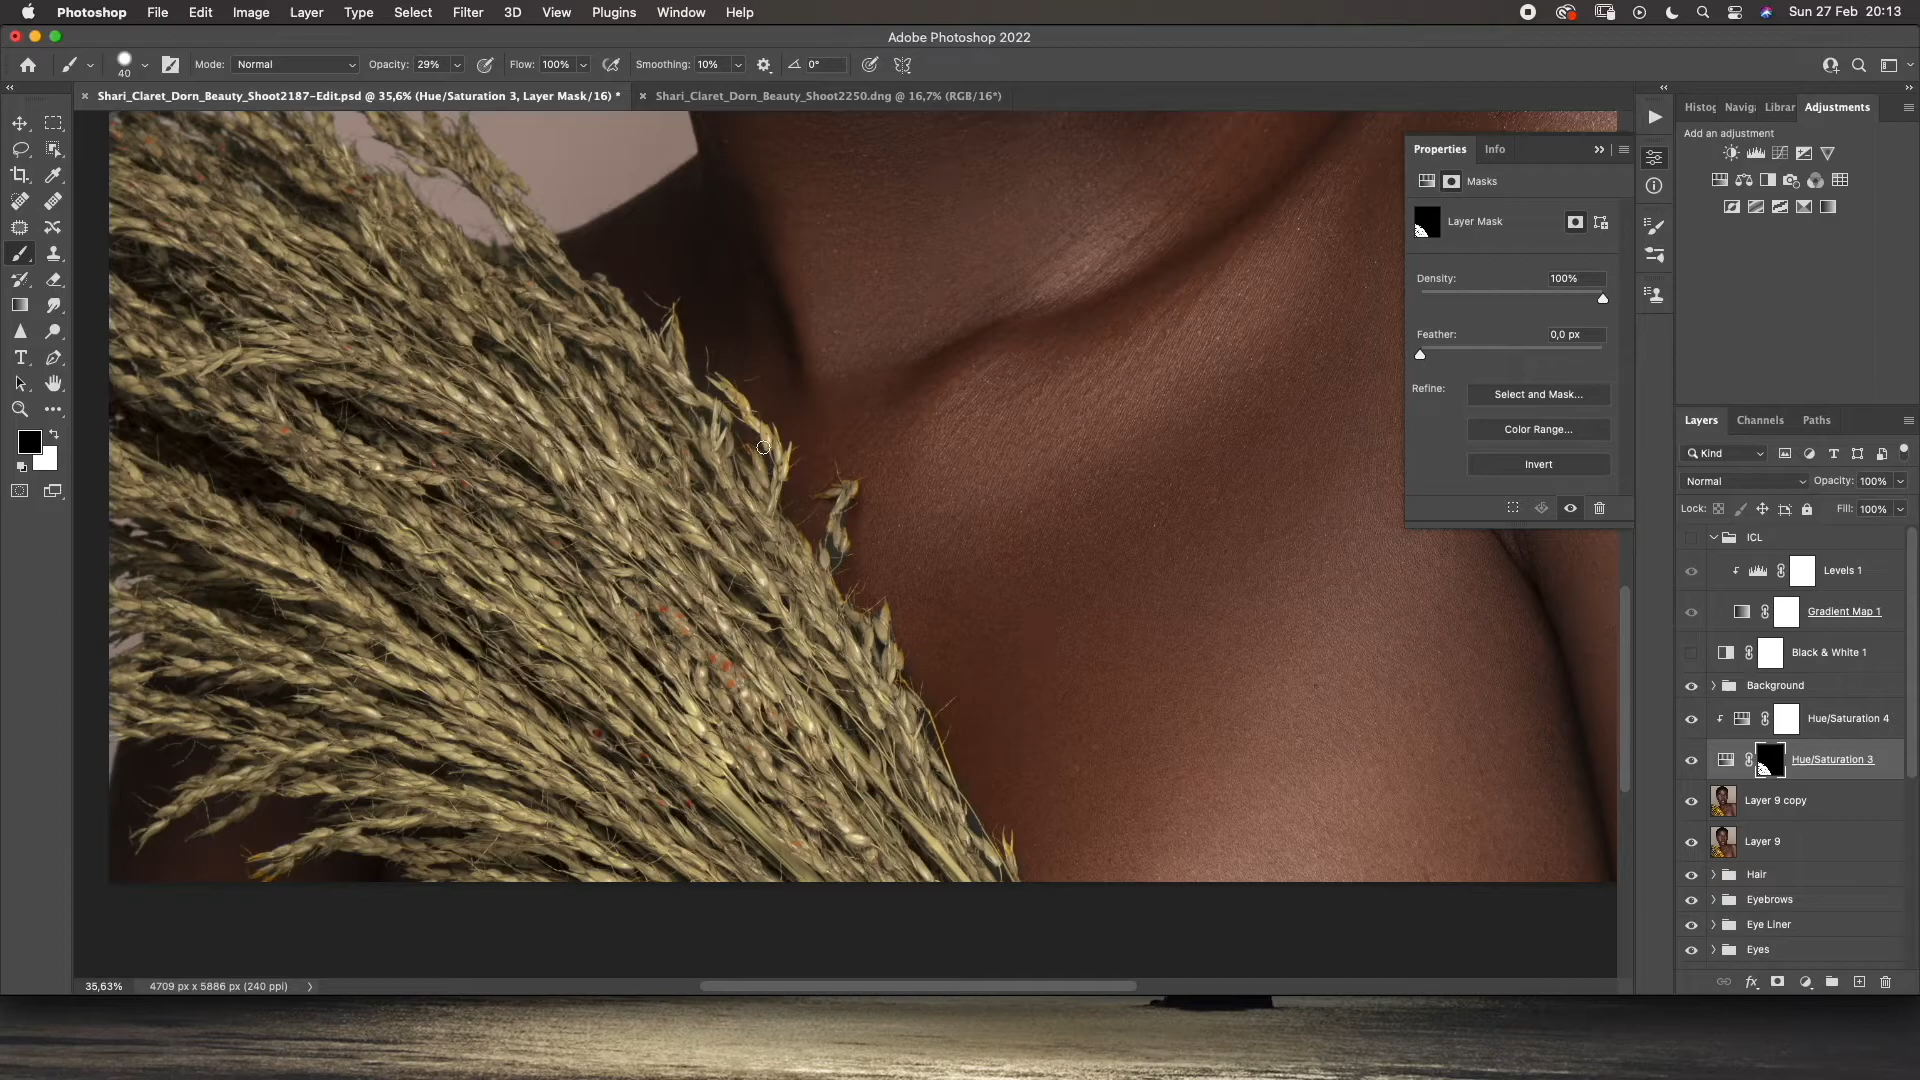 Photoshop File Edit Image Layer Type Select Filter 3D View Plugins Window Help Sun 27 Feb 20:13
Adobe Photoshop 2022
40 Mode: Normal Opacity: 29% Flow: 100% Smoothing: 10% 0°
Shari_Claret_Dorn_Beauty_Shoot2187-Edit.psd @ 35,6% (Hue/Saturation 3, Layer Mask/16) *
Shari_Claret_Dorn_Beauty_Shoot2250.dng @ 16,7% (RGB/16*)
Properties Info
Masks
Layer Mask
Density: 100%
Feather: 0,0 px
Refine: Select and Mask...
Color Range...
Invert
Histog Naviga Librar Adjustments
Add an adjustment
Layers Channels Paths
Kind
Normal Opacity: 100%
Lock: Fill: 100%
ICL
Levels 1
Gradient Map 1
Black & White 1
Background
Hue/Saturation 4
Hue/Saturation 3
Layer 9 copy
Layer 9
Hair
Eyebrows
Eye Liner
Eyes
35,63% 4709 px x 5886 px (240 ppi)